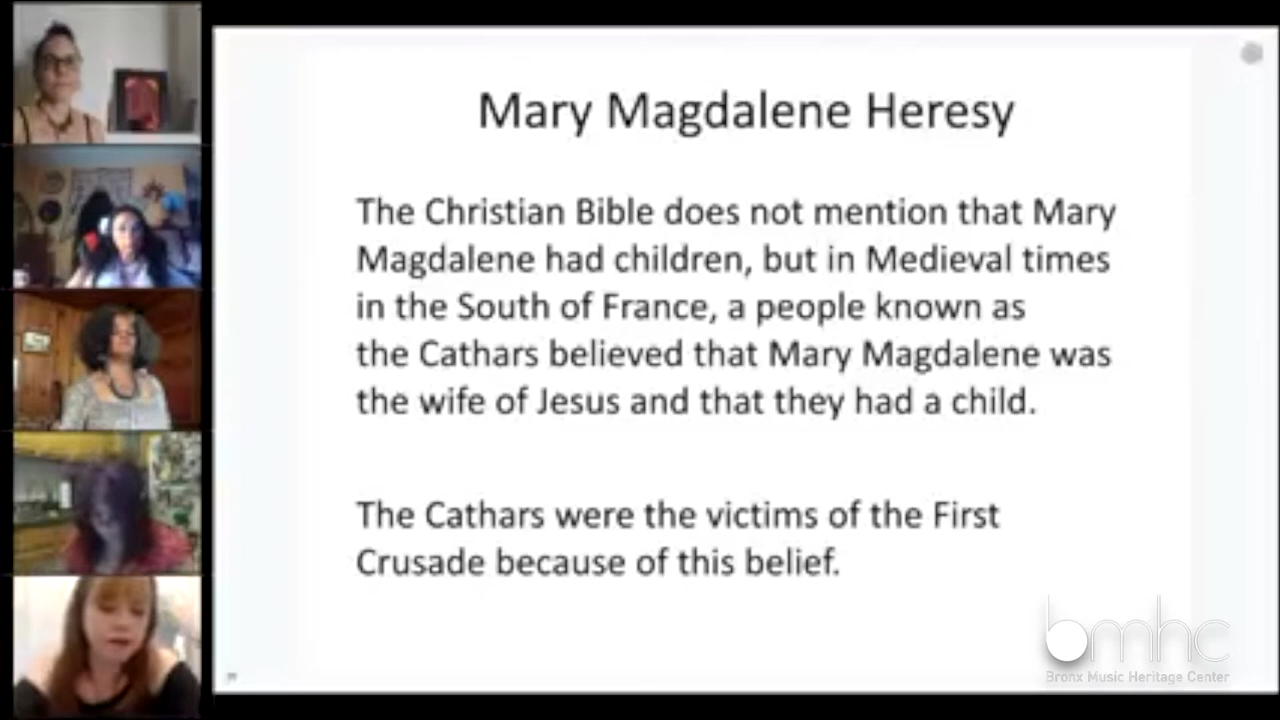 Mary Magdalene Heresy
The Christian Bible does not mention that Mary
Magdalene had children, but in Medieval times
in the South of France, a people known as
the Cathars believed that Mary Magdalene was
the wife of Jesus and that they had a child.
The Cathars were the victims of the First
Crusade because of this belief.
bmhc
Bronx Music Heritage Center